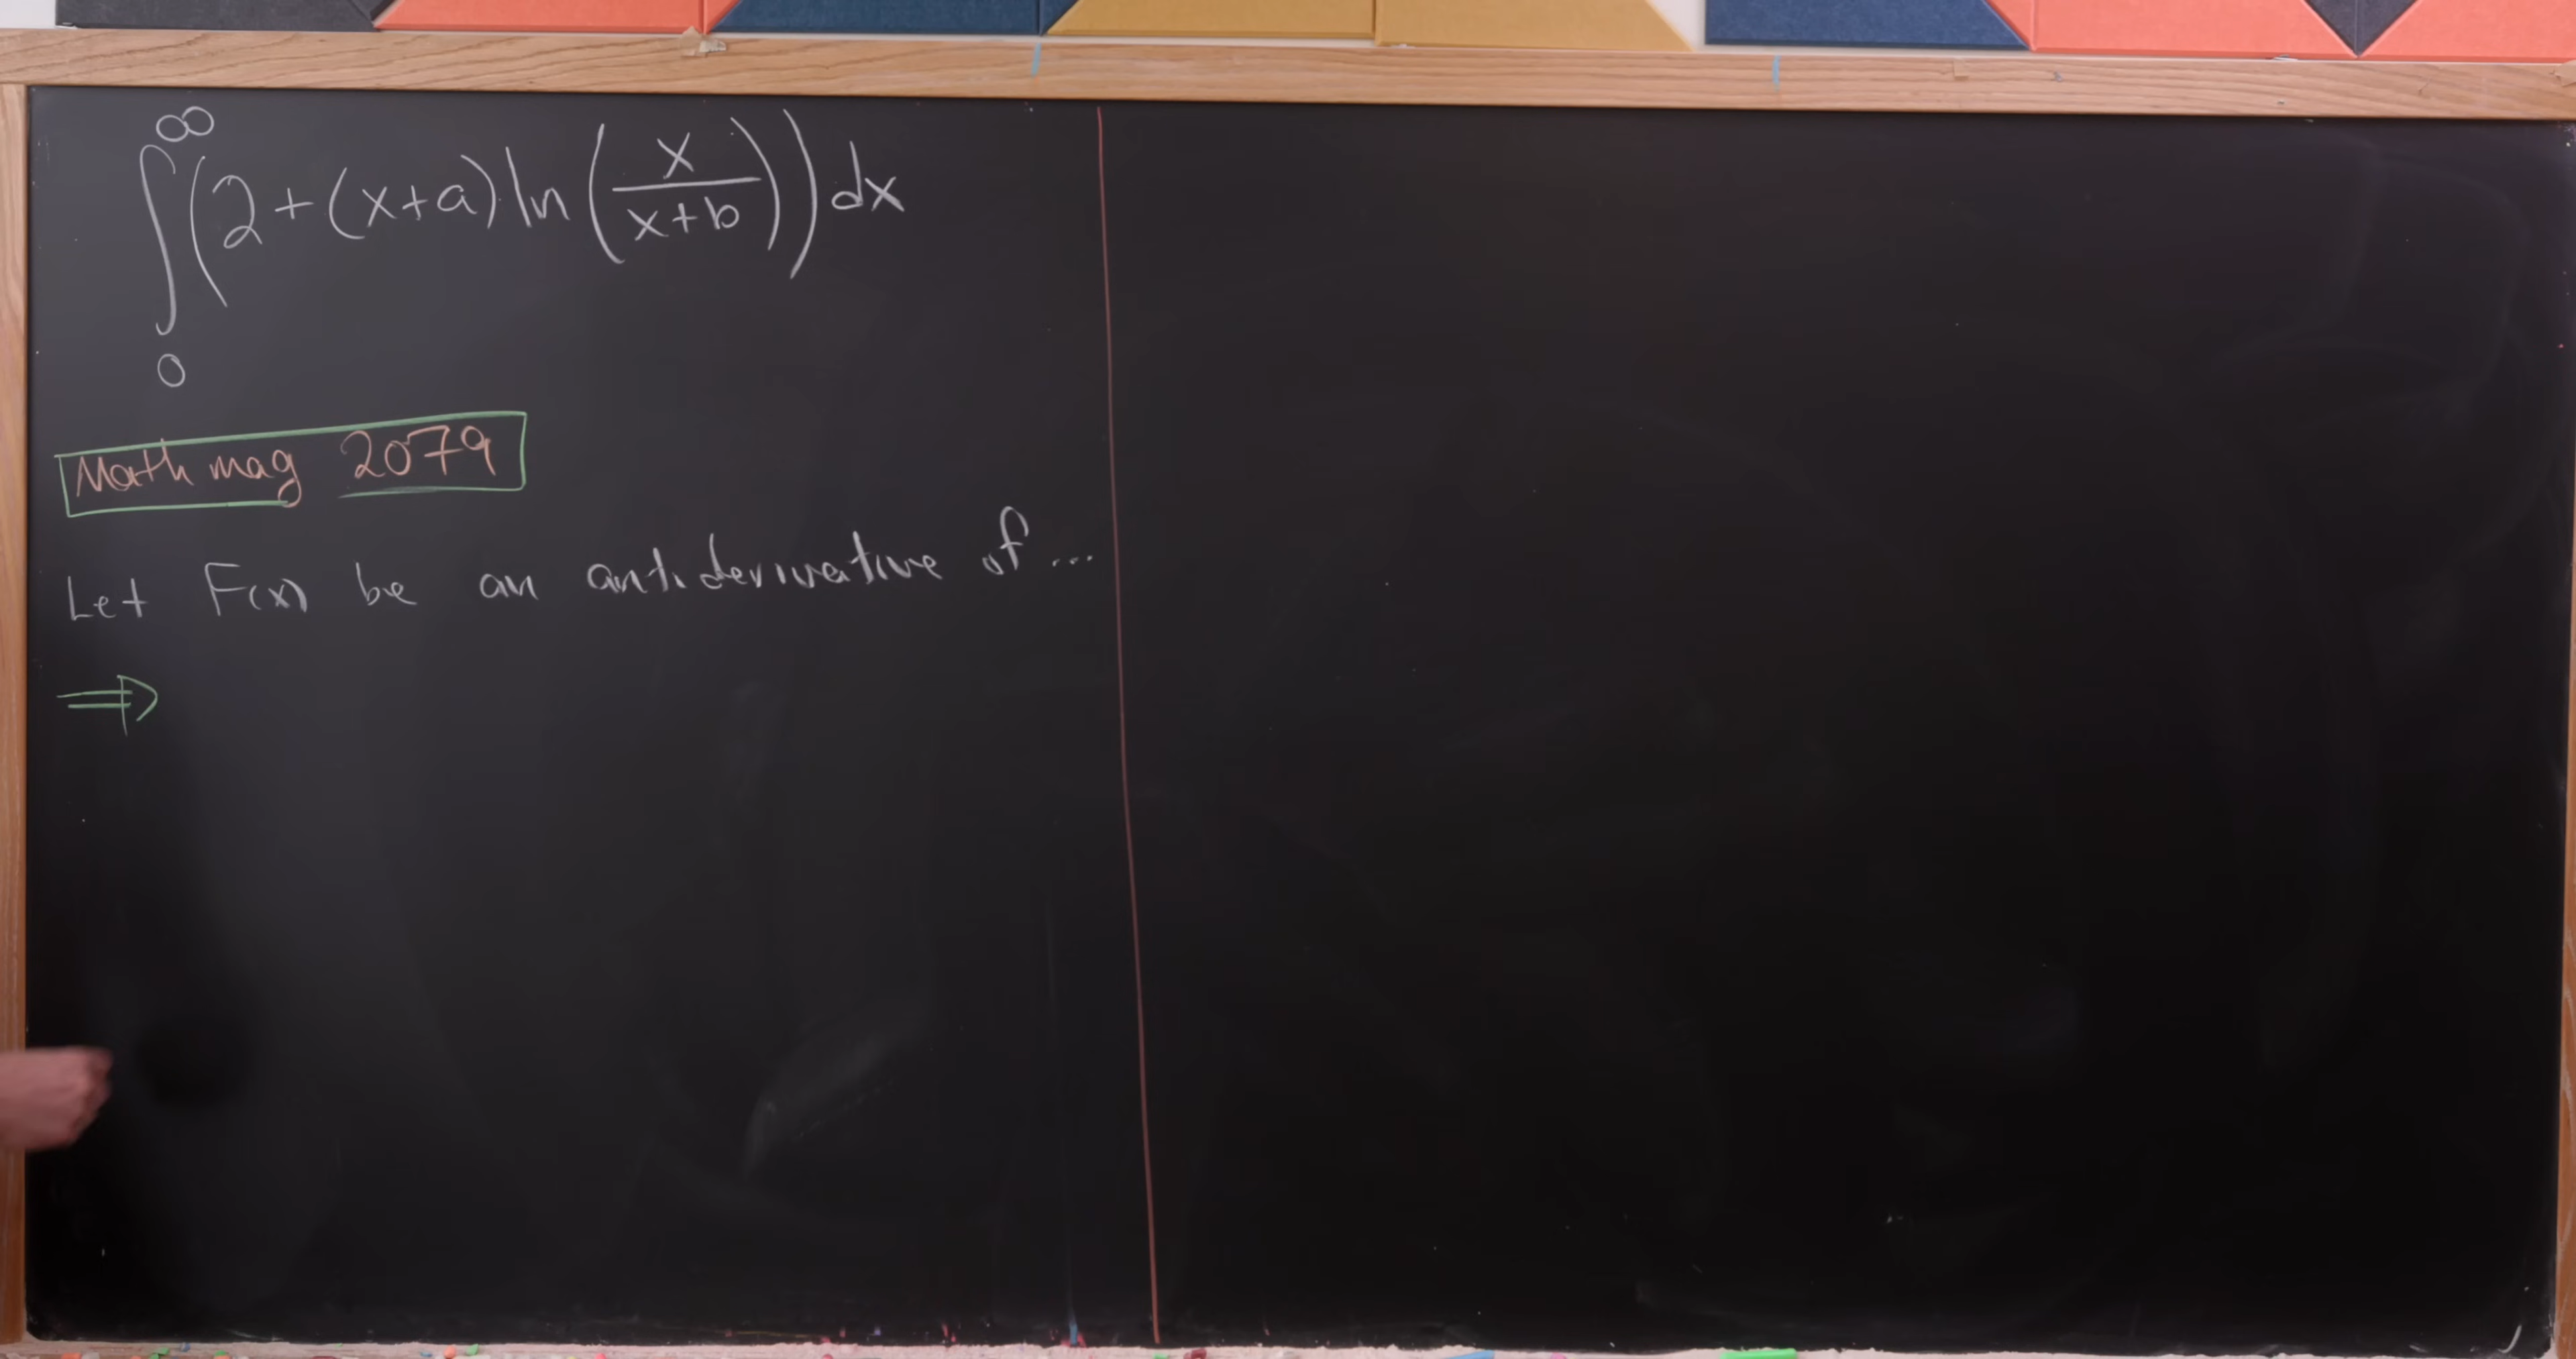 ∫₀^∞ (2+(x+a)ln(x/(x+b)))dx
Math mag 2079
Let F(x) be an antiderivative of...
⇒